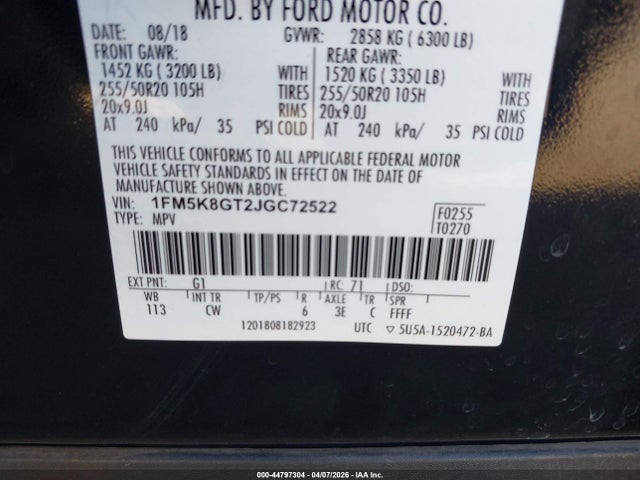 MFD. BY FORD MOTOR CO.
DATE: 08/18 GVWR: 2858 KG ( 6300 LB)
FRONT GAWR: REAR GAWR:
1452 KG ( 3200 LB) WITH 1520 KG ( 3350 LB) WITH
255/50R20 105H TIRES 255/50R20 105H TIRES
20x9.0J RIMS 20x9.0J RIMS
AT 240 kPa/ 35 PSI COLD AT 240 kPa/ 35 PSI COLD
THIS VEHICLE CONFORMS TO ALL APPLICABLE FEDERAL MOTOR
VEHICLE SAFETY STANDARDS IN EFFECT ON THE DATE OF
MANUFACTURE SHOWN ABOVE.
VIN: 1FM5K8GT2JGC72522 F0255
TYPE: MPV T0270
EXT PNT: G1 RC: 71 DSO:
WB INT TR TP/PS R AXLE TR SPR
113 CW 6 3E C FFFF
1201808182923 UTC ▽ 5U5A-1520472-BA
000-44797304 - 04/07/2026 - IAA Inc.